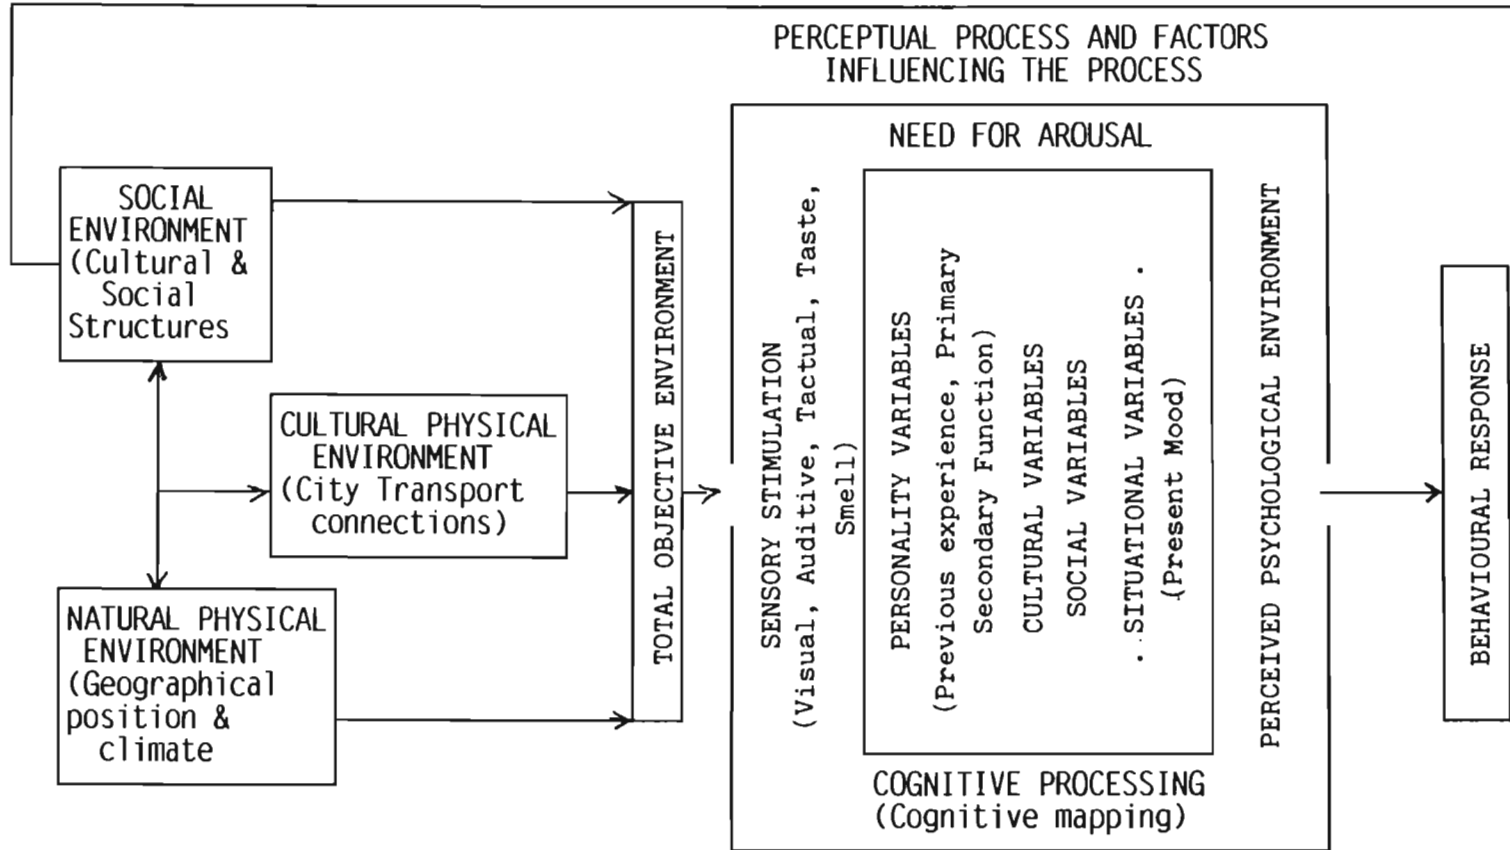 PERCEPTUAL PROCESS AND FACTORS
INFLUENCING THE PROCESS
SOCIAL
ENVIRONMENT
(Cultural &
Social
Structures
CULTURAL PHYSICAL
ENVIRONMENT
(City Transport
connections)
NATURAL PHYSICAL
ENVIRONMENT
(Geographical
position &
climate
TOTAL OBJECTIVE ENVIRONMENT
NEED FOR AROUSAL
SENSORY STIMULATION
(Visual, Auditive, Tactual, Taste,
Smell)
PERSONALITY VARIABLES
(Previous experience, Primary
Secondary Function)
CULTURAL VARIABLES
SOCIAL VARIABLES
..SITUATIONAL VARIABLES .
(Present Mood)
COGNITIVE PROCESSING
(Cognitive mapping)
PERCEIVED PSYCHOLOGICAL ENVIRONMENT
BEHAVIOURAL RESPONSE